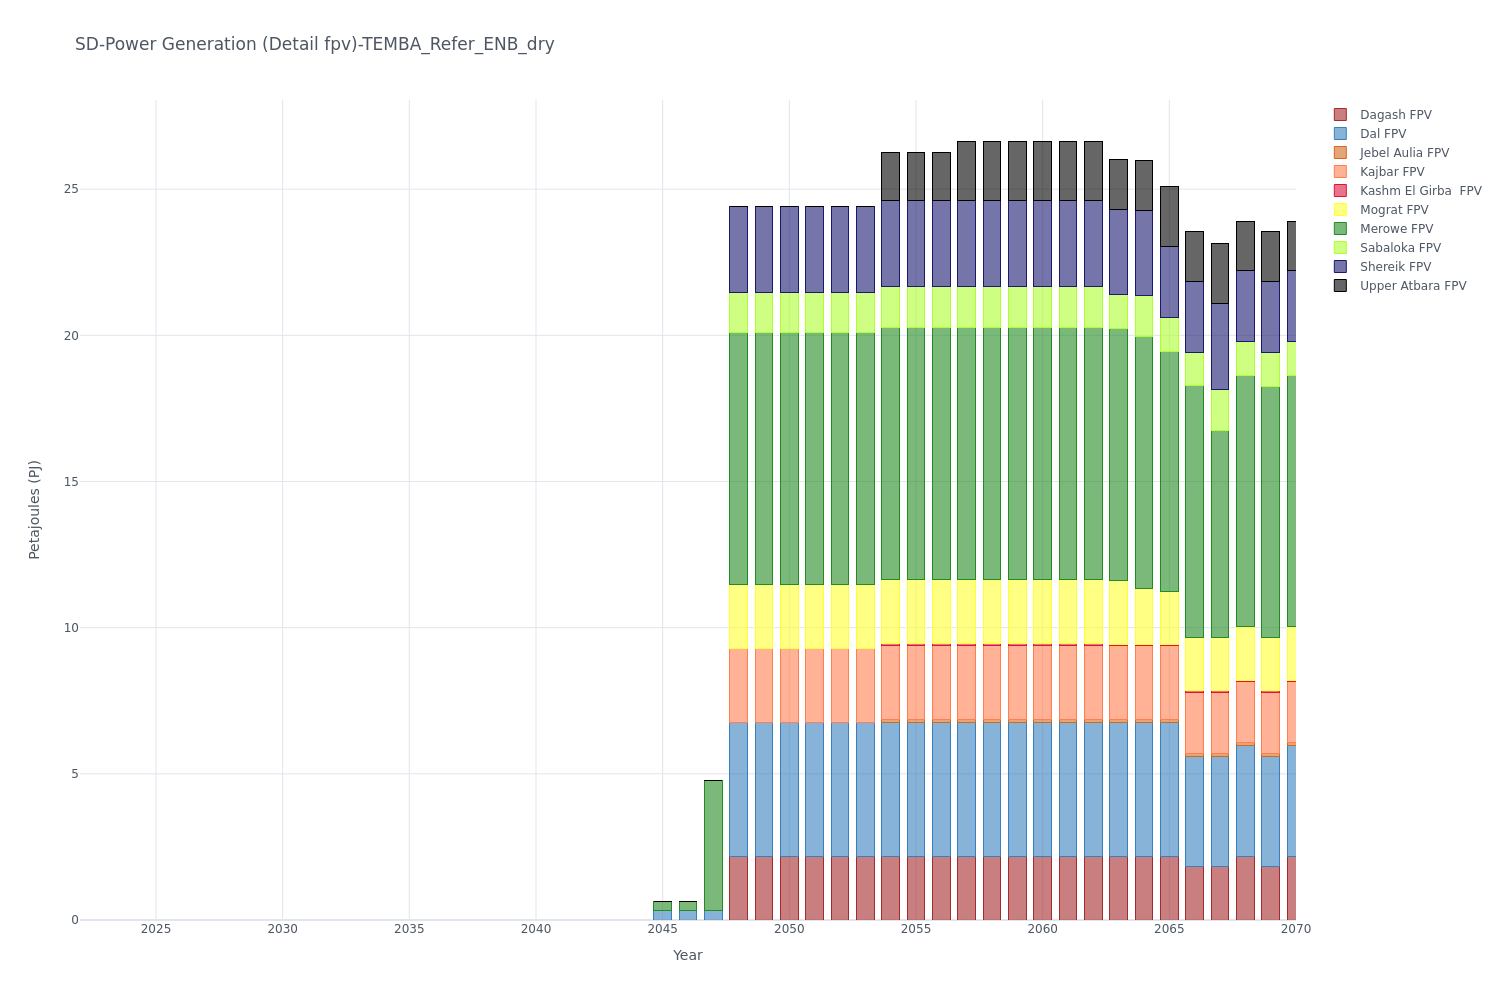 SD-Power Generation (Detail fpv)-TEMBA_Refer_ENB_dry
Petajoules (PJ)
25
20
15
10
5
0
2025
2030
2035
2040
2045
2050
2055
2060
2065
2070
Year
Dagash FPV
Dal FPV
Jebel Aulia FPV
Kajbar FPV
Kashm El Girba  FPV
Mograt FPV
Merowe FPV
Sabaloka FPV
Shereik FPV
Upper Atbara FPV